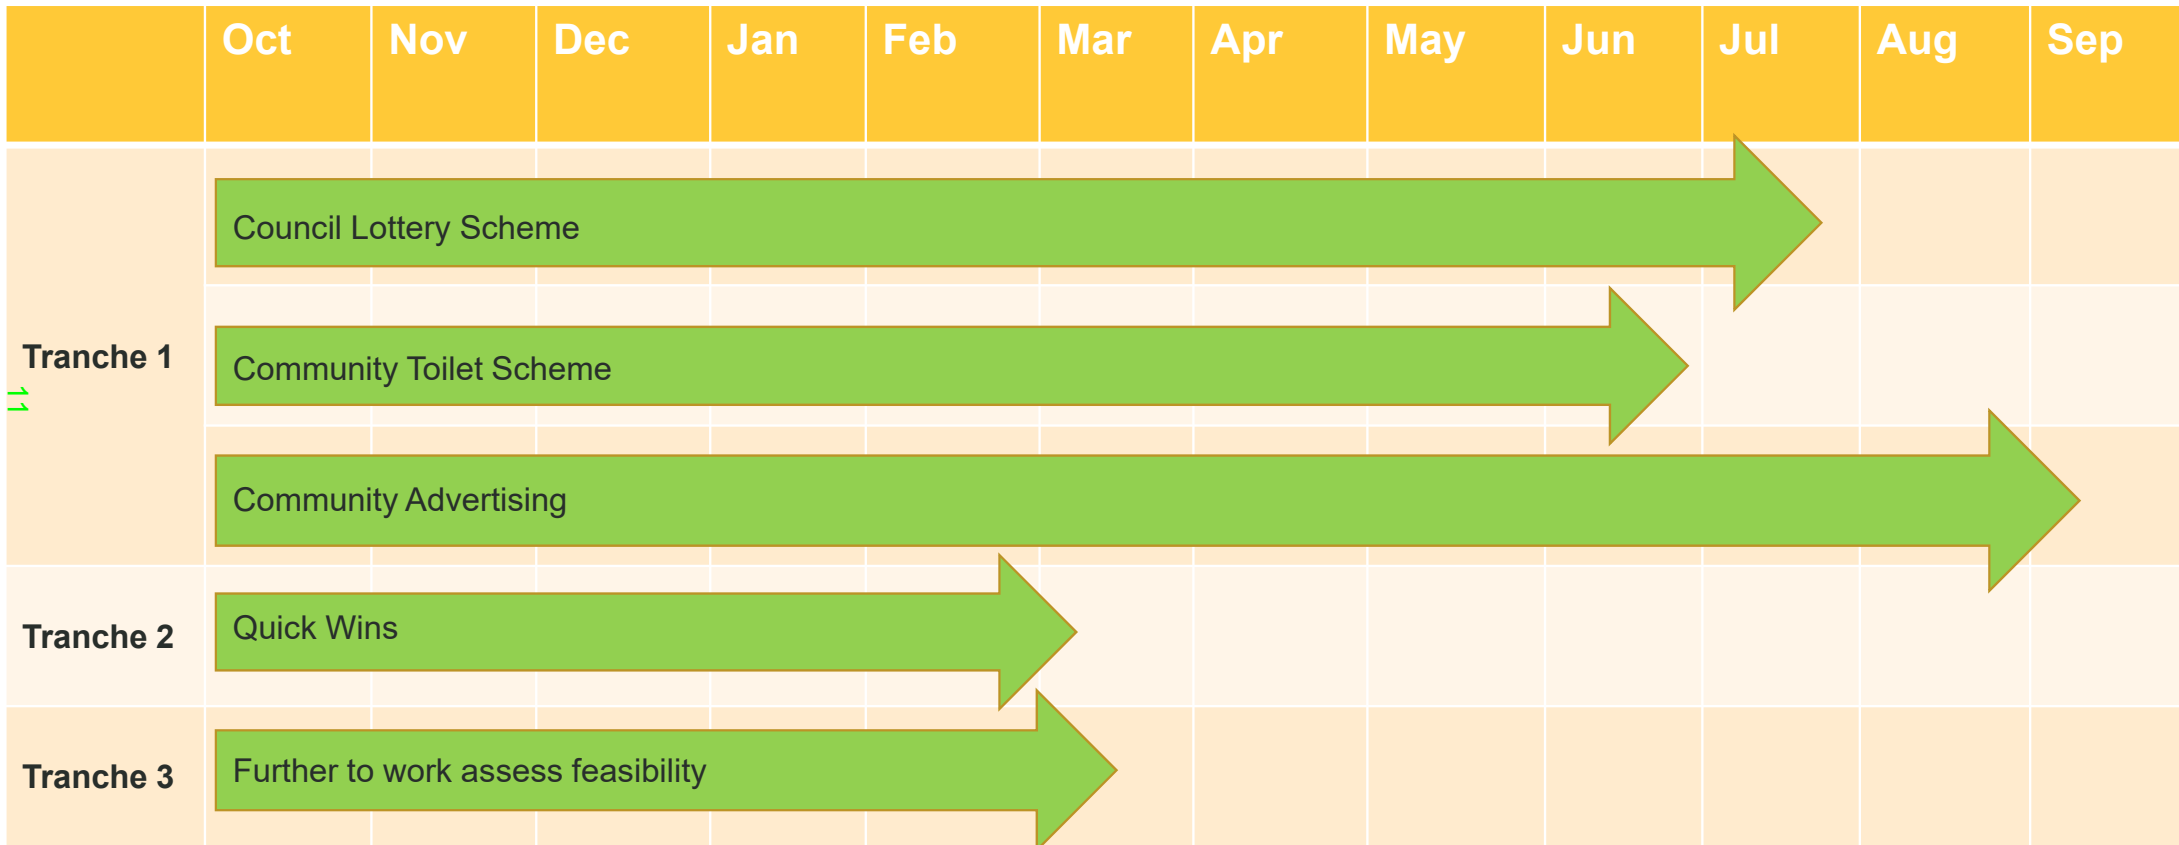 Oct Nov Dec Jan Feb Mar Apr May Jun Jul Aug Sep
Council Lottery Scheme
Tranche 1
Community Toilet Scheme
11
Community Advertising
Tranche 2
Quick Wins
Tranche 3
Further to work assess feasibility